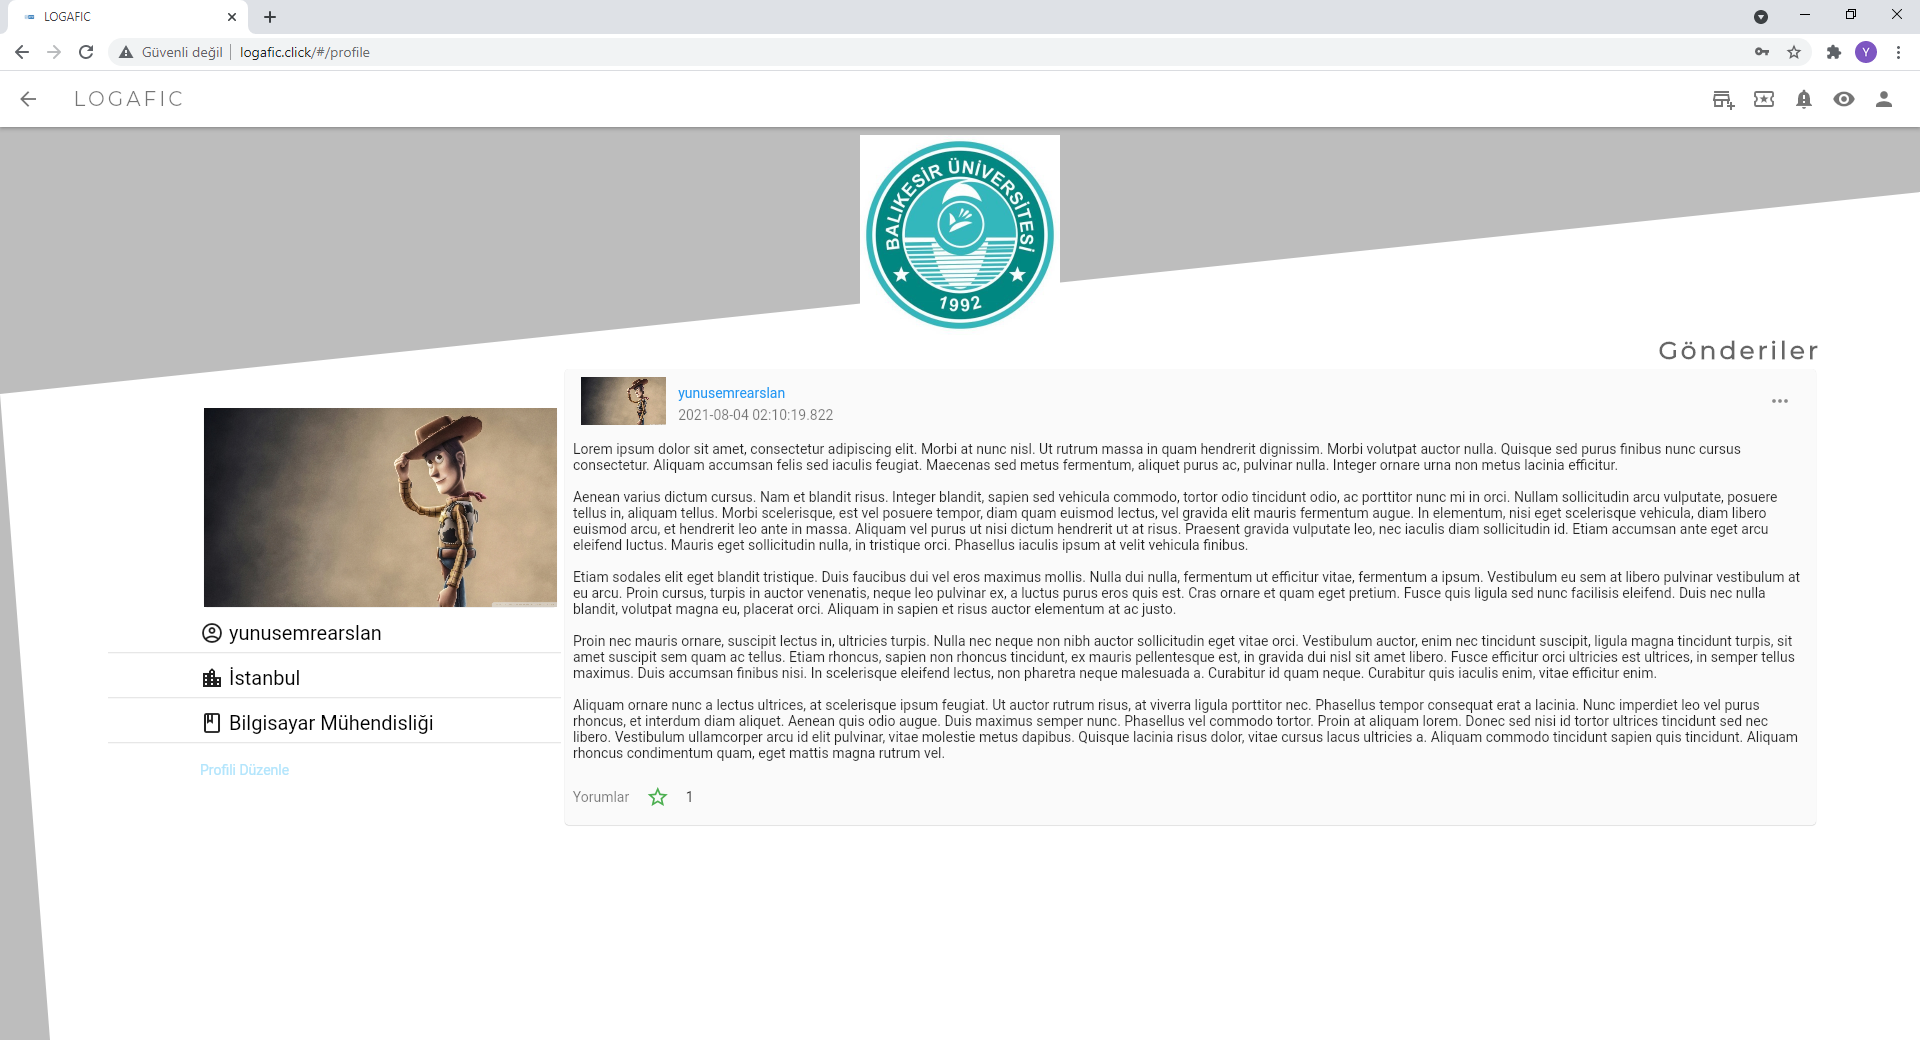 LOGAFIC
Güvenli değil
logafic.click/#/profile
Y
LOGAFIC
BALIKESİR ÜNİVERSİTESİ
1992
Gönderiler
yunusemrearslan
2021-08-04 02:10:19.822
Lorem ipsum dolor sit amet, consectetur adipiscing elit. Morbi at nunc nisl. Ut rutrum massa in quam hendrerit dignissim. Morbi volutpat auctor nulla. Quisque sed purus finibus nunc cursus
consectetur. Aliquam accumsan felis sed iaculis feugiat. Maecenas sed metus fermentum, aliquet purus ac, pulvinar nulla. Integer ornare urna non metus lacinia efficitur.
Aenean varius dictum cursus. Nam et blandit risus. Integer blandit, sapien sed vehicula commodo, tortor odio tincidunt odio, ac porttitor nunc mi in orci. Nullam sollicitudin arcu vulputate, posuere
tellus in, aliquam tellus. Morbi scelerisque, est vel posuere tempor, diam quam euismod lectus, vel gravida elit mauris fermentum augue. In elementum, nisi eget scelerisque vehicula, diam libero
euismod arcu, et hendrerit leo ante in massa. Aliquam vel purus ut nisi dictum hendrerit ut at risus. Praesent gravida vulputate leo, nec iaculis diam sollicitudin id. Etiam accumsan ante eget arcu
eleifend luctus. Mauris eget sollicitudin nulla, in tristique orci. Phasellus iaculis ipsum at velit vehicula finibus.
Etiam sodales elit eget blandit tristique. Duis faucibus dui vel eros maximus mollis. Nulla dui nulla, fermentum ut efficitur vitae, fermentum a ipsum. Vestibulum eu sem at libero pulvinar vestibulum at
eu arcu. Proin cursus, turpis in auctor venenatis, neque leo pulvinar ex, a luctus purus eros quis est. Cras ornare et quam eget pretium. Fusce quis ligula sed nunc facilisis eleifend. Duis nec nulla
blandit, volutpat magna eu, placerat orci. Aliquam in sapien et risus auctor elementum at ac justo.
Proin nec mauris ornare, suscipit lectus in, ultricies turpis. Nulla nec neque non nibh auctor sollicitudin eget vitae orci. Vestibulum auctor, enim nec tincidunt suscipit, ligula magna tincidunt turpis, sit
amet suscipit sem quam ac tellus. Etiam rhoncus, sapien non rhoncus tincidunt, ex mauris pellentesque est, in gravida dui nisl sit amet libero. Fusce efficitur orci ultricies est ultrices, in semper tellus
maximus. Duis accumsan finibus nisi. In scelerisque eleifend lectus, non pharetra neque malesuada a. Curabitur id quam neque. Curabitur quis iaculis enim, vitae efficitur enim.
Aliquam ornare nunc a lectus ultrices, at scelerisque ipsum feugiat. Ut auctor rutrum risus, at viverra ligula porttitor nec. Phasellus tempor consequat erat a lacinia. Nunc imperdiet leo vel purus
rhoncus, et interdum diam aliquet. Aenean quis odio augue. Duis maximus semper nunc. Phasellus vel commodo tortor. Proin at aliquam lorem. Donec sed nisi id tortor ultrices tincidunt sed nec
libero. Vestibulum ullamcorper arcu id elit pulvinar, vitae molestie metus dapibus. Quisque lacinia risus dolor, vitae cursus lacus ultricies a. Aliquam commodo tincidunt sapien quis tincidunt. Aliquam
rhoncus condimentum quam, eget mattis magna rutrum vel.
Yorumlar 1
yunusemrearslan
İstanbul
Bilgisayar Mühendisliği
Profili Düzenle